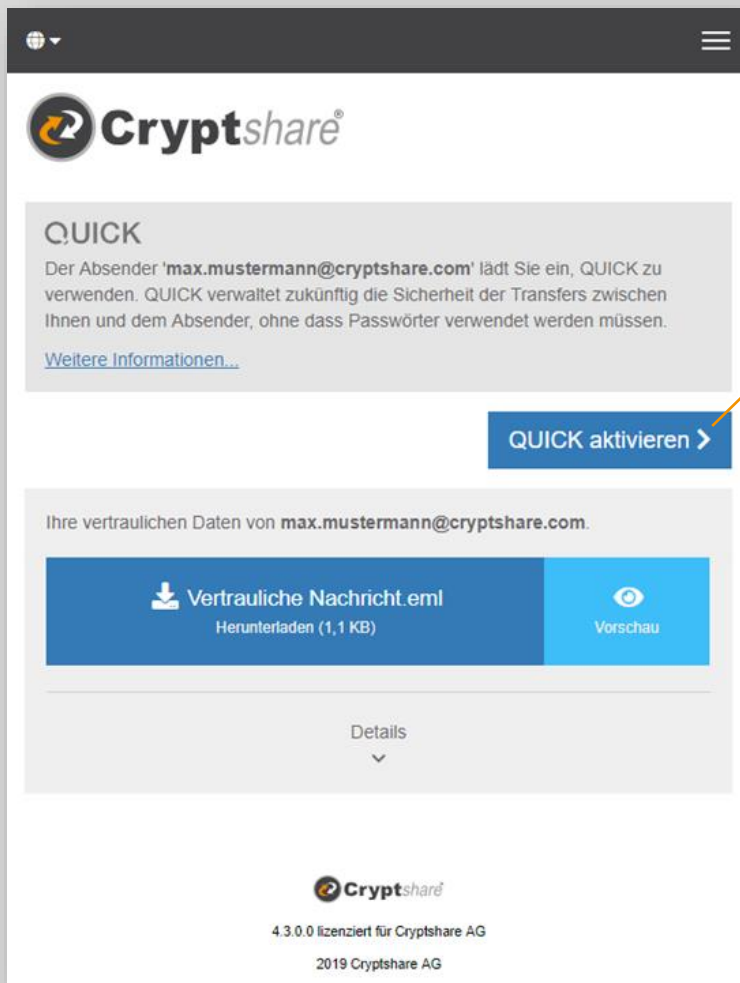 Cryptshare®
QUICK
Der Absender 'max.mustermann@cryptshare.com' lädt Sie ein, QUICK zu
verwenden. QUICK verwaltet zukünftig die Sicherheit der Transfers zwischen
Ihnen und dem Absender, ohne dass Passwörter verwendet werden müssen.
Weitere Informationen...
QUICK aktivieren
Ihre vertraulichen Daten von max.mustermann@cryptshare.com.
Vertrauliche Nachricht.eml
Herunterladen (1,1 KB)
Vorschau
Details
Cryptshare
4.3.0.0 lizenziert für Cryptshare AG
2019 Cryptshare AG